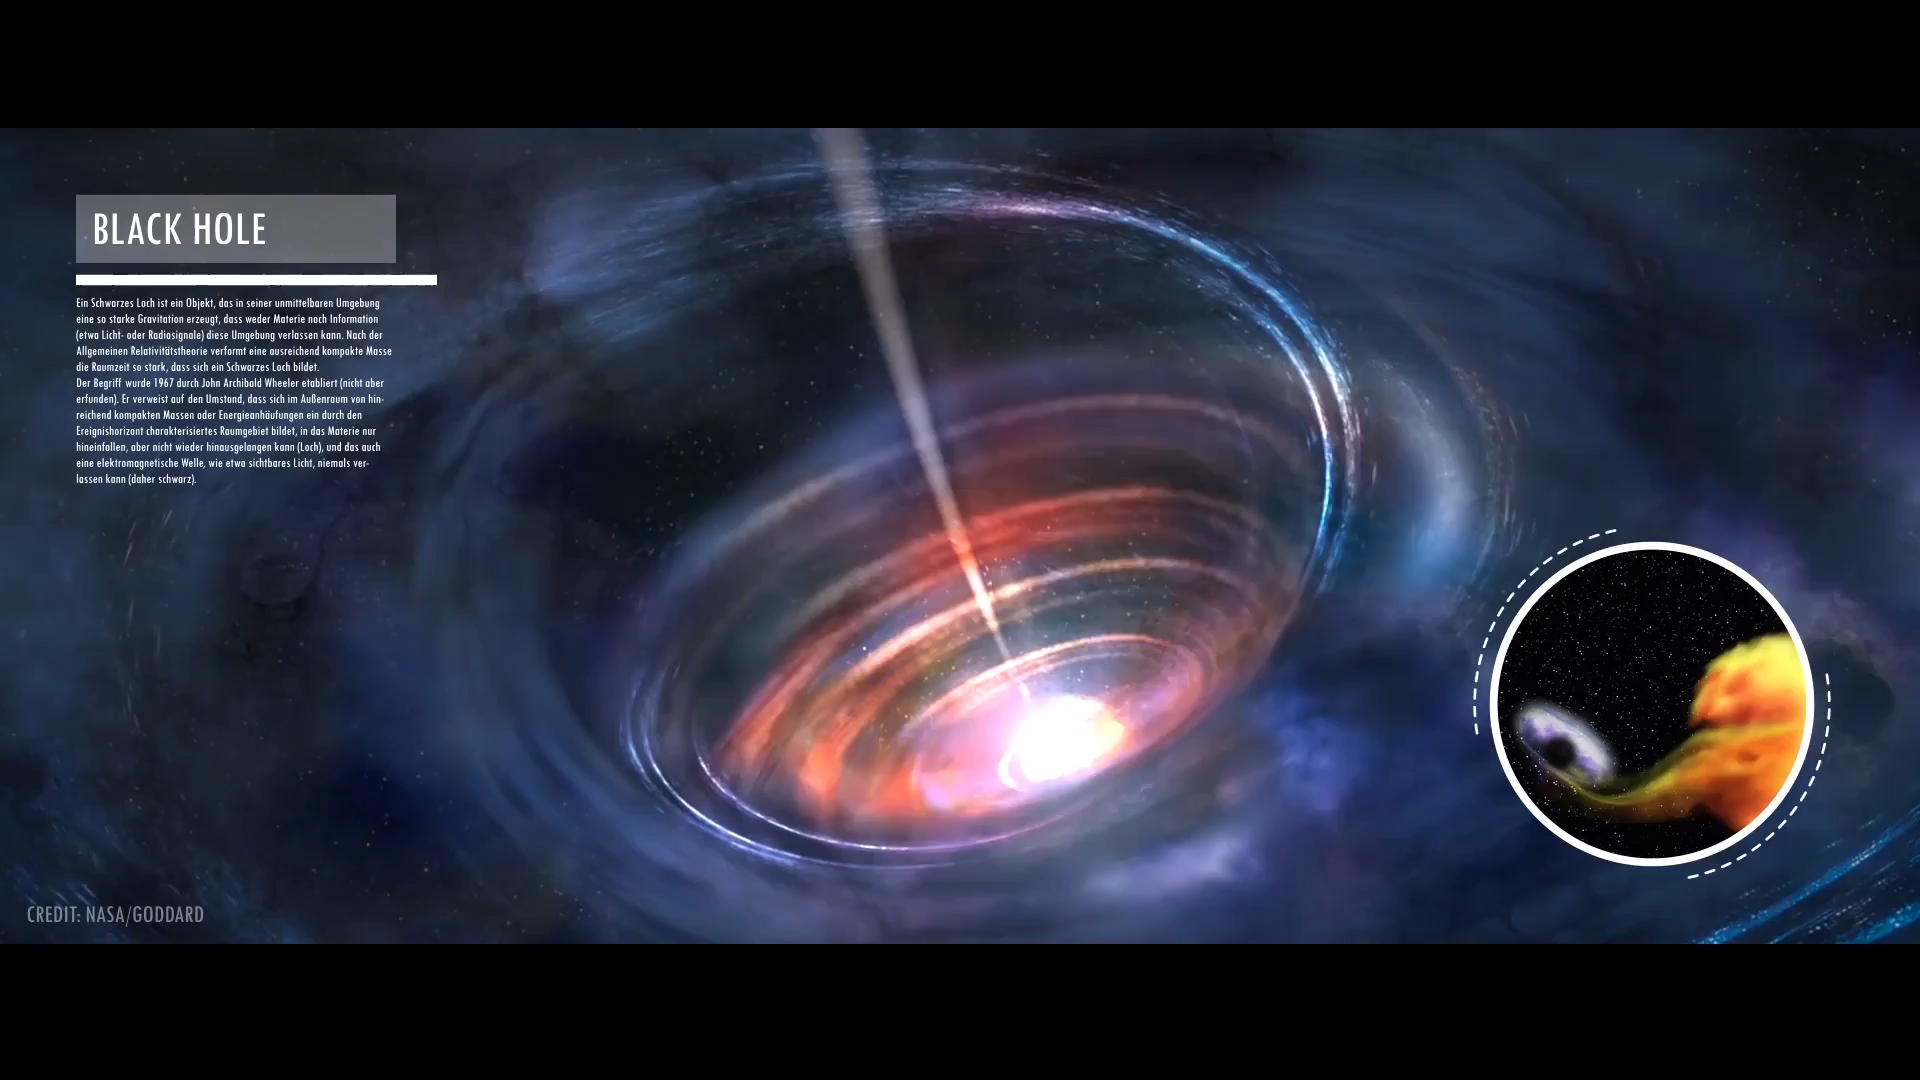 BLACK HOLE
Ein Schwarzes Loch ist ein Objekt, das in seiner unmittelbaren Umgebung
eine so starke Gravitation erzeugt, dass weder Materie noch Information
(etwa Licht- oder Radiosignale) diese Umgebung verlassen kann. Nach der
Allgemeinen Relativitätstheorie verformt eine ausreichend kompakte Masse
die Raumzeit so stark, dass sich ein Schwarzes Loch bildet.
Der Begriff wurde 1967 durch John Archibald Wheeler etabliert (nicht aber
erfunden). Er verweist auf den Umstand, dass sich im Außenraum von hin-
reichend kompakten Massen oder Energieanhäufungen ein durch den
Ereignishorizont charakterisiertes Raumgebiet bildet, in das Materie nur
hineinfallen, aber nicht wieder hinausgelangen kann (Loch), und das auch
eine elektromagnetische Welle, wie etwa sichtbares Licht, niemals ver-
lassen kann (daher schwarz).
CREDIT: NASA/GODDARD